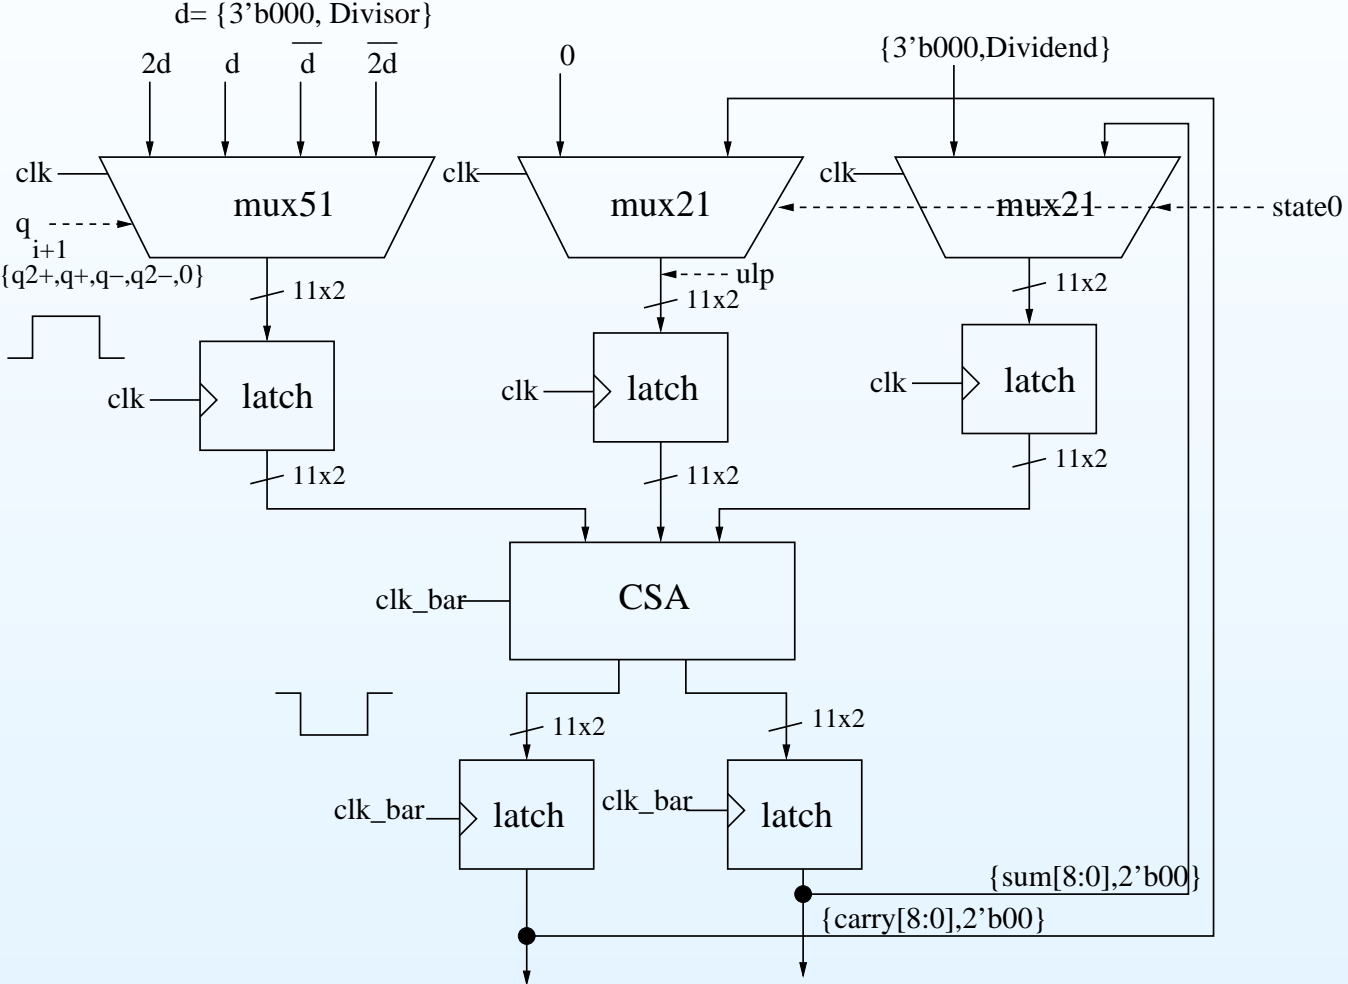 d= {3’b000, Divisor}
2d
d
d
2d
0
{3’b000,Dividend}
clk
mux51
clk
mux21
clk
mux21
state0
q
i+1
{q2+,q+,q−,q2−,0}
11x2
ulp
11x2
11x2
clk
latch
clk
latch
clk
latch
11x2
11x2
11x2
clk_bar
CSA
11x2
11x2
clk_bar
latch
clk_bar
latch
{sum[8:0],2’b00}
{carry[8:0],2’b00}